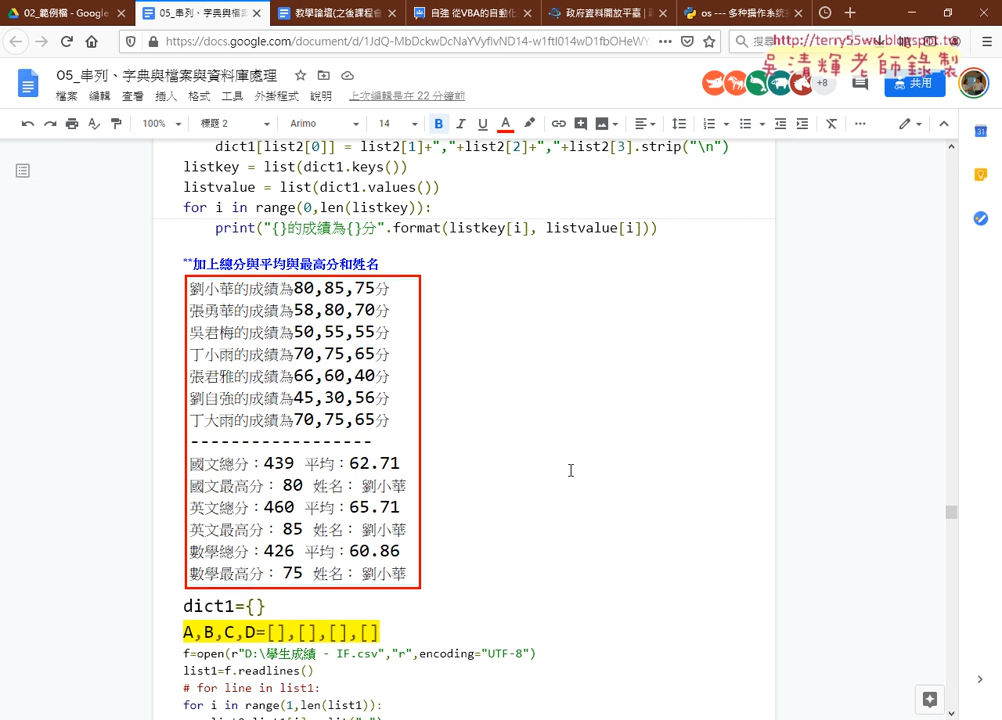 02_範例檔 - Google
05_串列、字典與檔案
教學論壇(之後課程會
自強 從VBA的自動化
政府資料開放平臺
os --- 多种操作系统
https://docs.google.com/document/d/1JdQ-MbDckwDcNaYVyfivND14-w1ftI014wD1fbOHeWY
搜尋
http://terry55wu.blogspot.tw
吳清輝老師錄製
05_串列、字典與檔案與資料庫處理
檔案 編輯 查看 插入 格式 工具 外掛程式 說明 上次編輯是在 22 分鐘前
+8
共用
100% 標題 2 Arimo 14 B I U A
dict1[list2[0]] = list2[1]+","+list2[2]+","+list2[3].strip("\n")
listkey = list(dict1.keys())
listvalue = list(dict1.values())
for i in range(0,len(listkey)):
print("{}的成績為{}分".format(listkey[i], listvalue[i]))
**加上總分與平均與最高分和姓名
劉小華的成績為80,85,75分
張勇華的成績為58,80,70分
吳君梅的成績為50,55,55分
丁小雨的成績為70,75,65分
張君雅的成績為66,60,40分
劉自強的成績為45,30,56分
丁大雨的成績為70,75,65分
------------------
國文總分：439 平均：62.71
國文最高分： 80 姓名： 劉小華
英文總分：460 平均：65.71
英文最高分： 85 姓名： 劉小華
數學總分：426 平均：60.86
數學最高分： 75 姓名： 劉小華
dict1={}
A,B,C,D=[],[],[],[]
f=open(r"D:\學生成績 - IF.csv","r",encoding="UTF-8")
list1=f.readlines()
# for line in list1:
for i in range(1,len(list1)):